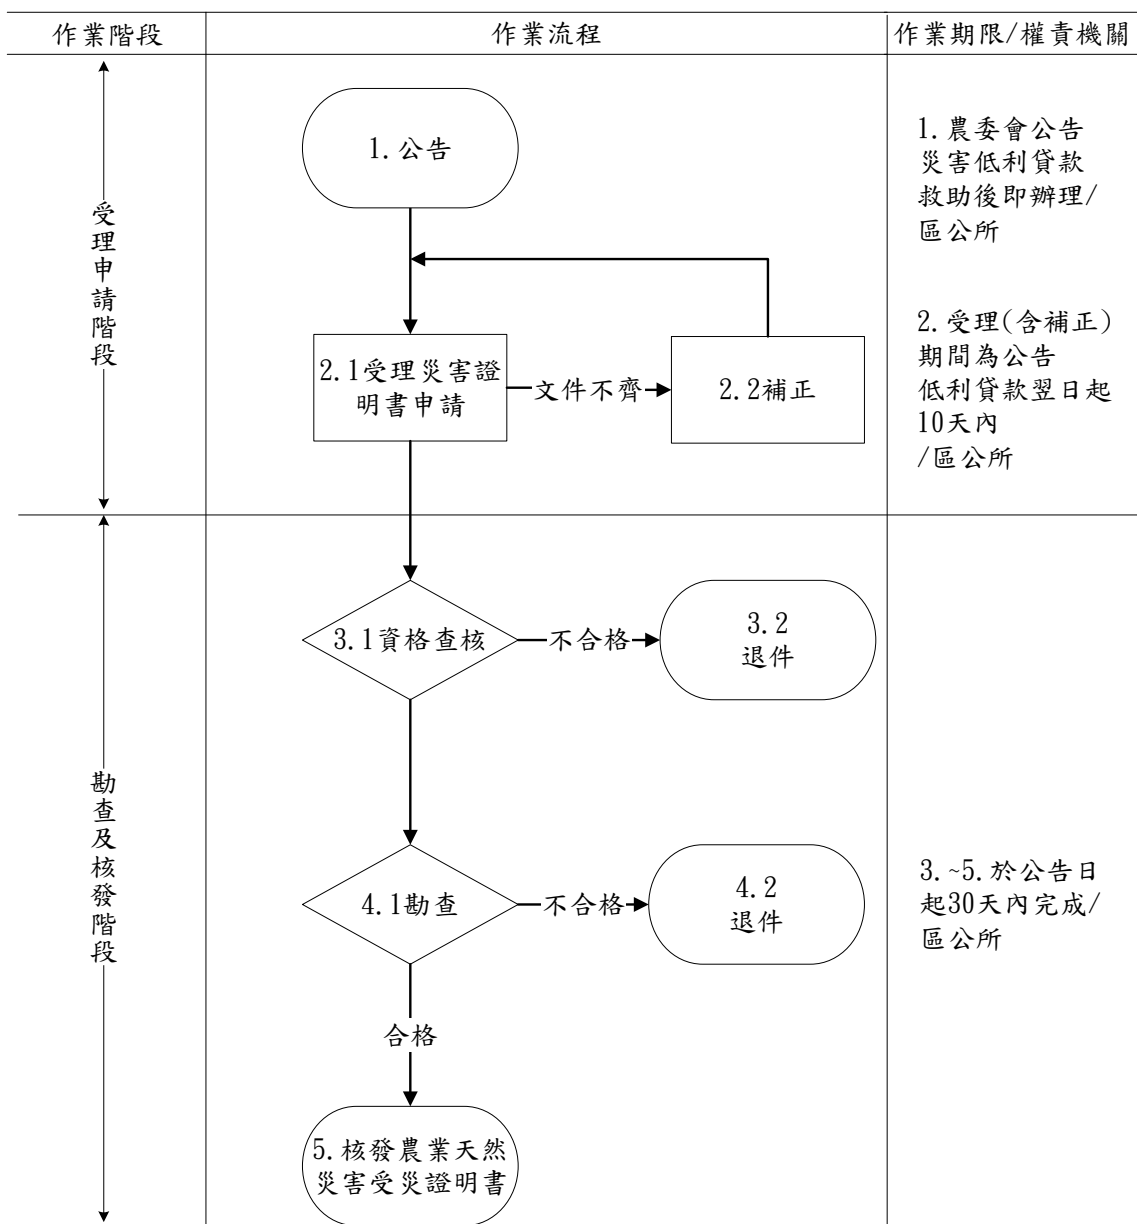 作業階段
作業流程
作業期限/權責機關
受理申請階段
1.公告
1.農委會公告
災害低利貸款
救助後即辦理/
區公所
2.1受理災害證
明書申請
文件不齊
2.2補正
2.受理(含補正)
期間為公告
低利貸款翌日起
10天內
/區公所
勘查及核發階段
3.1資格查核
不合格
3.2
退件
4.1勘查
不合格
4.2
退件
3.~5.於公告日
起30天內完成/
區公所
合格
5.核發農業天然
災害受災證明書